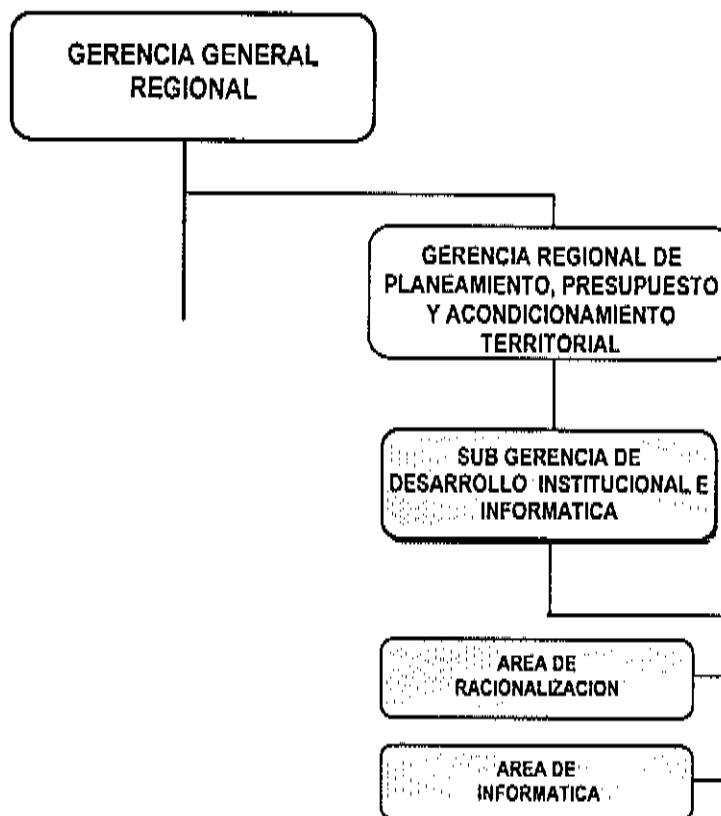 GERENCIA GENERAL
REGIONAL
GERENCIA REGIONAL DE
PLANEAMIENTO, PRESUPUESTO
Y ACONDICIONAMIENTO
TERRITORIAL
SUB GERENCIA DE
DESARROLLO INSTITUCIONAL E
INFORMATICA
AREA DE
RACIONALIZACION
AREA DE
INFORMATICA